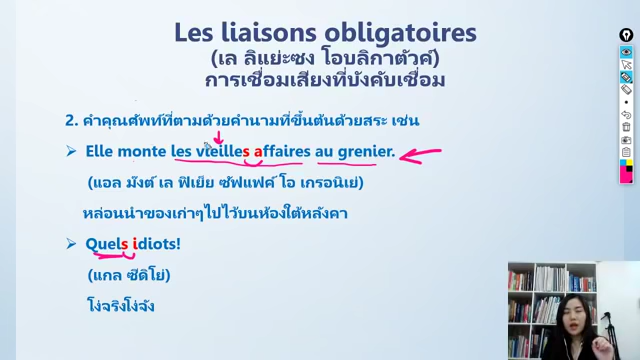 Les liaisons obligatoires
(เล ลิแย่ะซง โอบลิกาตัวค์)
การเชื่อมเสียงที่บังคับเชื่อม
2. คำคุณศัพท์ที่ตามด้วยคำนามที่ขึ้นต้นด้วยสระ เช่น
Elle monte les vieilles affaires au grenier.
(แอล ม๊งต์ เล ฟิเย็ย ซัฟแฟค์ โอ เกรอนิเย่)
หล่อนนำของเก่าๆไปไว้บนห้องใต้หลังคา
Quels idiots!
(แกล ซีดิโย่)
โง่จริงโง่จัง